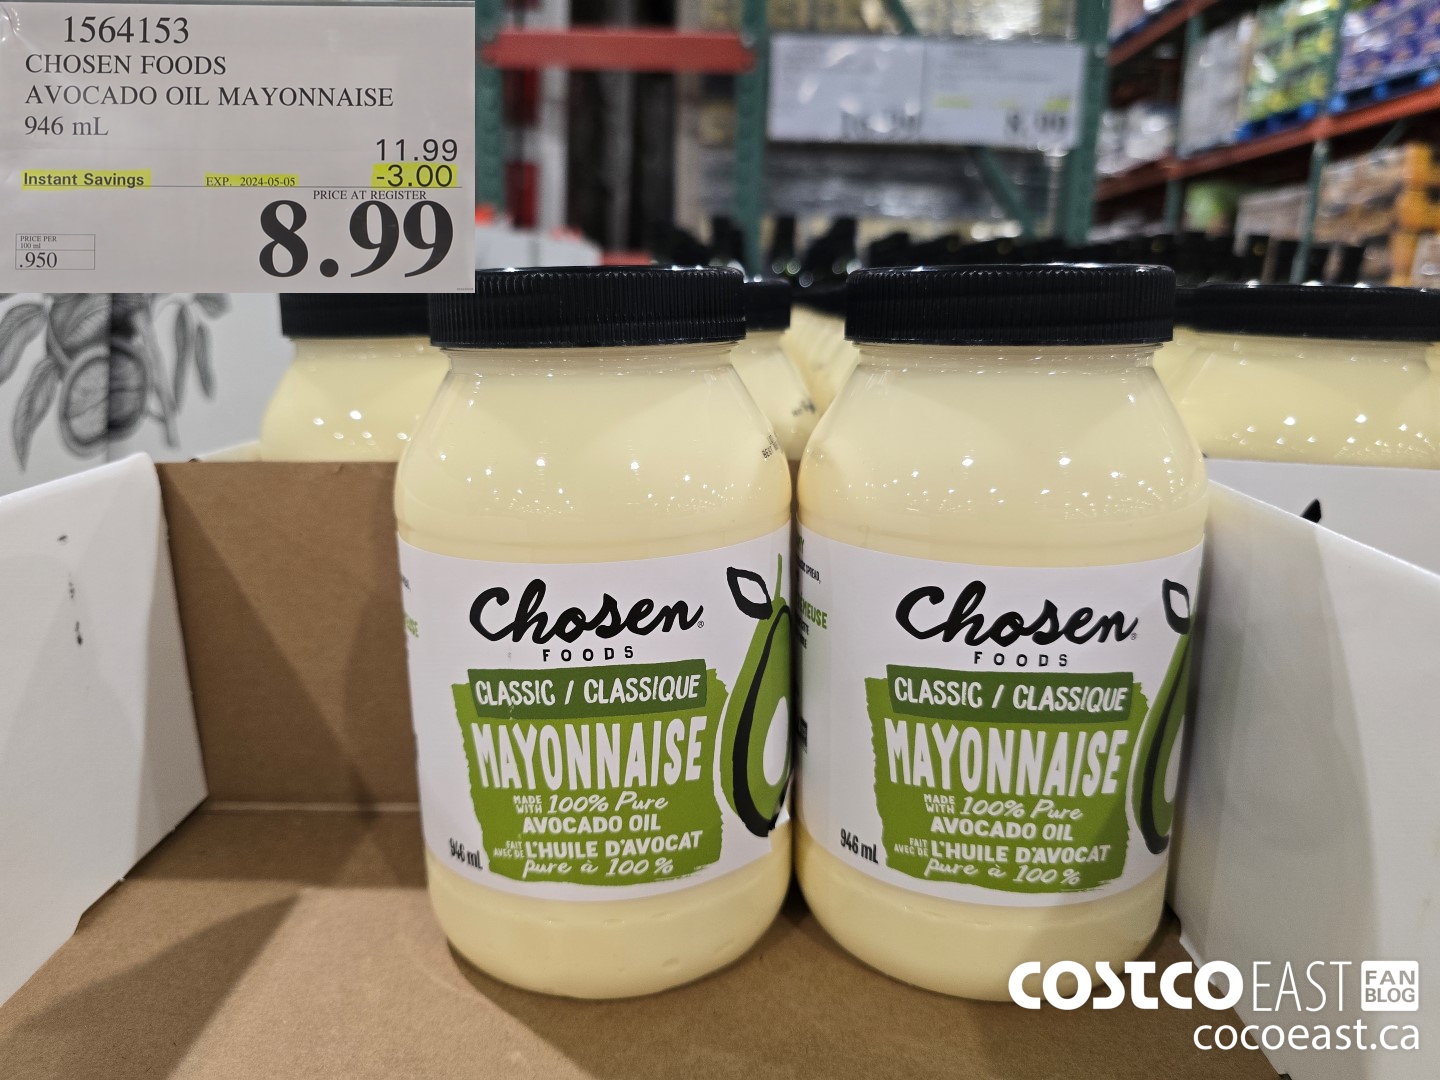 1564153
CHOSEN FOODS
AVOCADO OIL MAYONNAISE
946 mL
11.99
Instant Savings EXP. 2024-05-05 -3.00
PRICE AT REGISTER
8.99
PRICE PER
100 ml
.950
8.99
Chosen®
FOODS
CLASSIC / CLASSIQUE
MAYONNAISE
MADE WITH 100% Pure
AVOCADO OIL
FAIT AVEC DE L'HUILE D'AVOCAT
pure à 100 %
946 mL
Chosen®
FOODS
CLASSIC / CLASSIQUE
MAYONNAISE
MADE WITH 100% Pure
AVOCADO OIL
FAIT AVEC DE L'HUILE D'AVOCAT
pure à 100 %
946 mL
COSTCO EAST FAN BLOG
cocoeast.ca